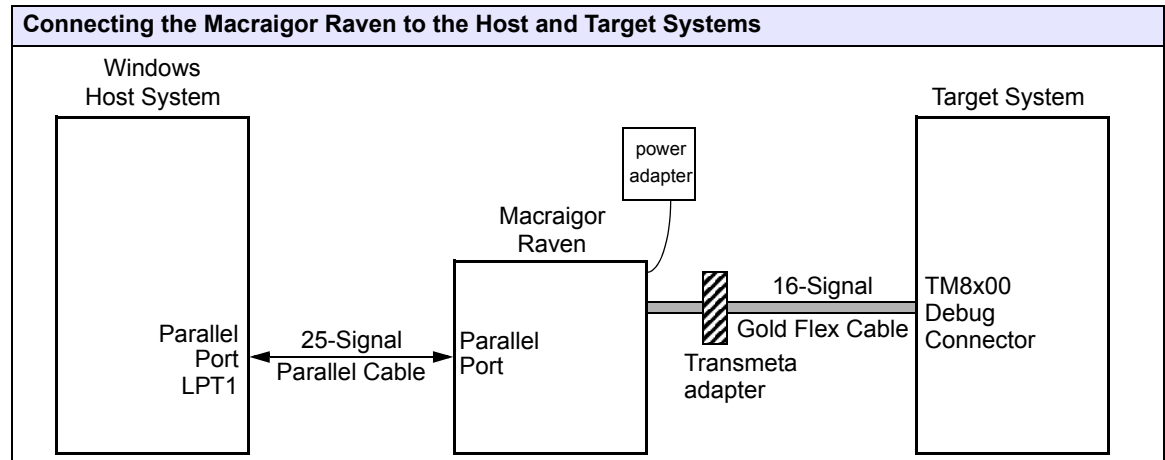 Connecting the Macraigor Raven to the Host and Target Systems
Windows
Host System
Target System
power
adapter
Macraigor
Raven
Parallel
Port
LPT1
25-Signal
Parallel Cable
Parallel
Port
16-Signal
Gold Flex Cable
Transmeta
adapter
TM8x00
Debug
Connector